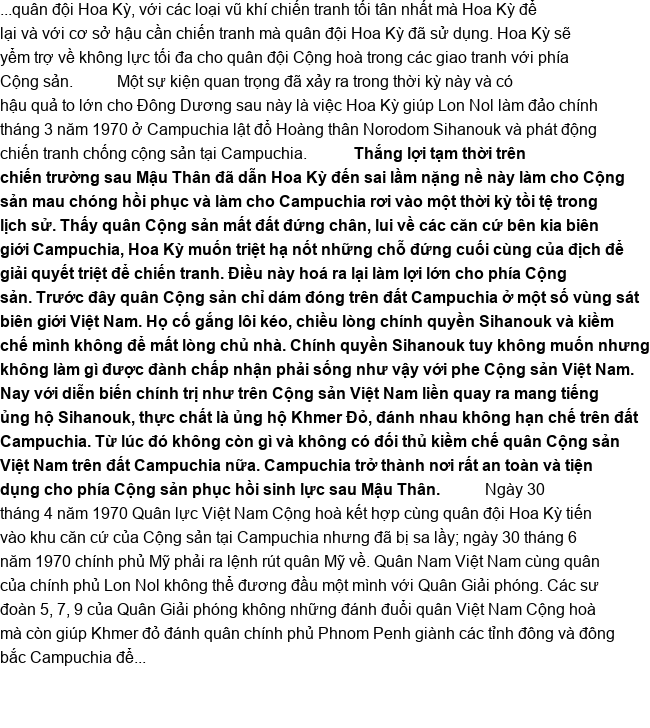 ...quân đội Hoa Kỳ, với các loại vũ khí chiến tranh tối tân nhất mà Hoa Kỳ để
lại và với cơ sở hậu cần chiến tranh mà quân đội Hoa Kỳ đã sử dụng. Hoa Kỳ sẽ
yểm trợ về không lực tối đa cho quân đội Cộng hoà trong các giao tranh với phía
Cộng sản. Một sự kiện quan trọng đã xảy ra trong thời kỳ này và có
hậu quả to lớn cho Đông Dương sau này là việc Hoa Kỳ giúp Lon Nol làm đảo chính
tháng 3 năm 1970 ở Campuchia lật đổ Hoàng thân Norodom Sihanouk và phát động
chiến tranh chống cộng sản tại Campuchia. Thắng lợi tạm thời trên
chiến trường sau Mậu Thân đã dẫn Hoa Kỳ đến sai lầm nặng nề này làm cho Cộng
sản mau chóng hồi phục và làm cho Campuchia rơi vào một thời kỳ tồi tệ trong
lịch sử. Thấy quân Cộng sản mất đất đứng chân, lui về các căn cứ bên kia biên
giới Campuchia, Hoa Kỳ muốn triệt hạ nốt những chỗ đứng cuối cùng của địch để
giải quyết triệt để chiến tranh. Điều này hoá ra lại làm lợi lớn cho phía Cộng
sản. Trước đây quân Cộng sản chỉ dám đóng trên đất Campuchia ở một số vùng sát
biên giới Việt Nam. Họ cố gắng lôi kéo, chiều lòng chính quyền Sihanouk và kiềm
chế mình không để mất lòng chủ nhà. Chính quyền Sihanouk tuy không muốn nhưng
không làm gì được đành chấp nhận phải sống như vậy với phe Cộng sản Việt Nam.
Nay với diễn biến chính trị như trên Cộng sản Việt Nam liền quay ra mang tiếng
ủng hộ Sihanouk, thực chất là ủng hộ Khmer Đỏ, đánh nhau không hạn chế trên đất
Campuchia. Từ lúc đó không còn gì và không có đối thủ kiềm chế quân Cộng sản
Việt Nam trên đất Campuchia nữa. Campuchia trở thành nơi rất an toàn và tiện
dụng cho phía Cộng sản phục hồi sinh lực sau Mậu Thân. Ngày 30
tháng 4 năm 1970 Quân lực Việt Nam Cộng hoà kết hợp cùng quân đội Hoa Kỳ tiến
vào khu căn cứ của Cộng sản tại Campuchia nhưng đã bị sa lầy; ngày 30 tháng 6
năm 1970 chính phủ Mỹ phải ra lệnh rút quân Mỹ về. Quân Nam Việt Nam cùng quân
của chính phủ Lon Nol không thể đương đầu một mình với Quân Giải phóng. Các sư
đoàn 5, 7, 9 của Quân Giải phóng không những đánh đuổi quân Việt Nam Cộng hoà
mà còn giúp Khmer đỏ đánh quân chính phủ Phnom Penh giành các tỉnh đông và đông
bắc Campuchia để...